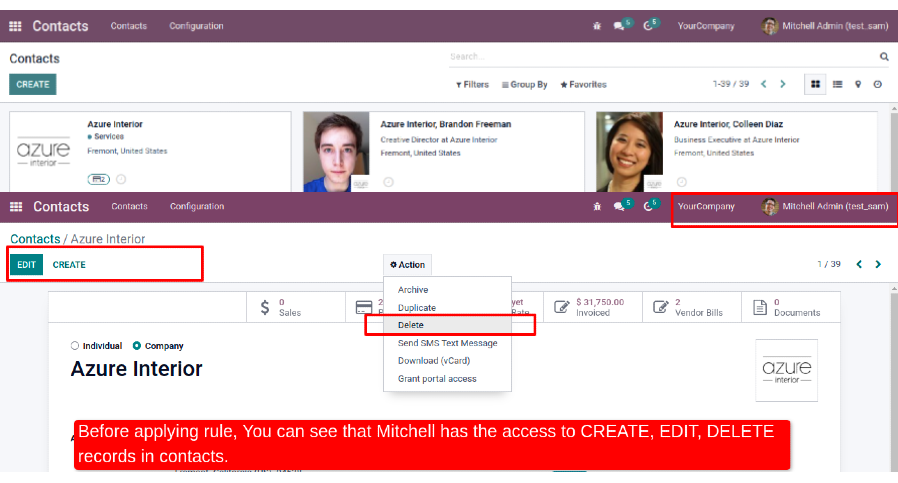 Contacts Contacts Configuration 5 5 YourCompany Mitchell Admin (test_sam)
Contacts Search...
CREATE Filters Group By Favorites 1-39 / 39
Azure Interior
Services
Fremont, United States
2
azure
interior
Azure Interior, Brandon Freeman
Creative Director at Azure Interior
Fremont, United States
azure
Azure Interior, Colleen Diaz
Business Executive at Azure Interior
Fremont, United States
azure
Contacts Contacts Configuration 5 5 YourCompany Mitchell Admin (test_sam)
Contacts / Azure Interior
EDIT CREATE Action 1 / 39
Archive
Duplicate
Delete
Send SMS Text Message
Download (vCard)
Grant portal access
0
Sales
2
yet
Rate
$ 31,750.00
Invoiced
2
Vendor Bills
0
Documents
Individual Company
Azure Interior
azure
interior
Before applying rule, You can see that Mitchell has the access to CREATE, EDIT, DELETE
records in contacts.